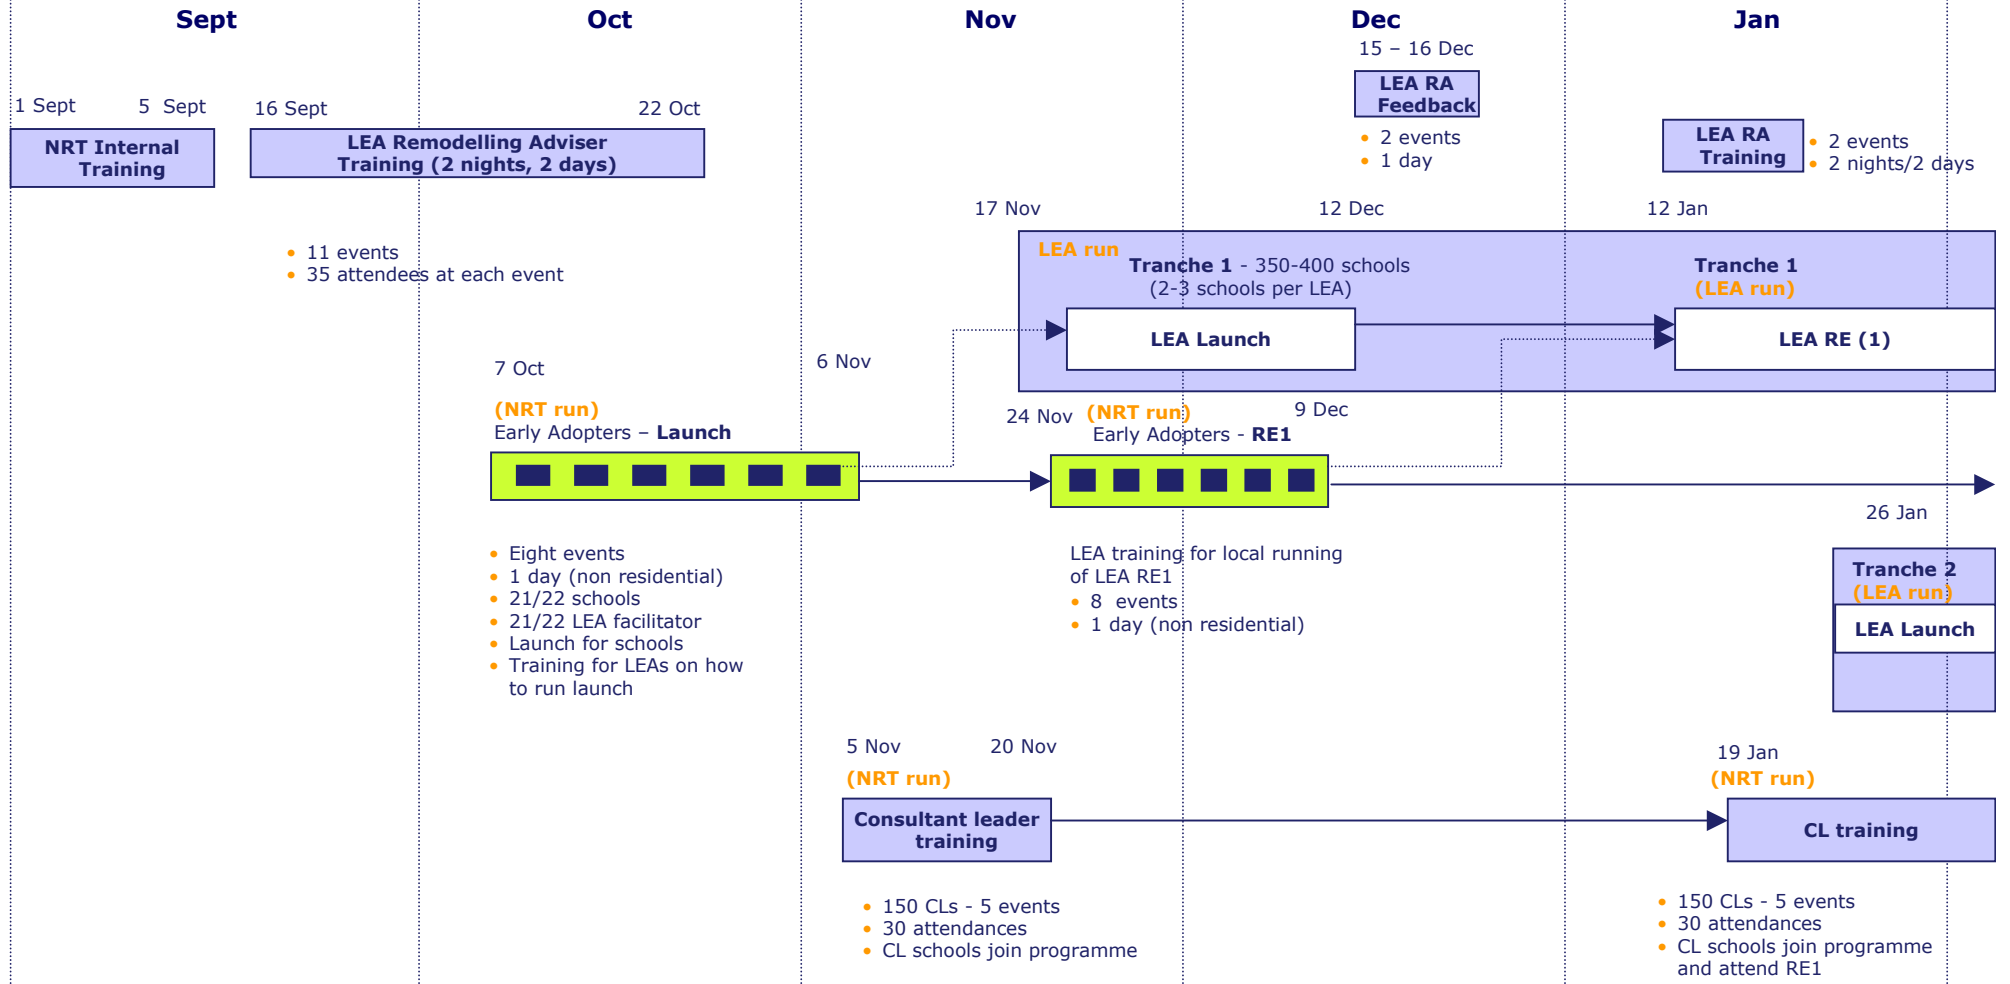 Sept
Oct
Nov
Dec
Jan
15 – 16 Dec
LEA RA
Feedback
• 2 events
• 1 day
1 Sept
5 Sept
NRT Internal
Training
16 Sept
22 Oct
LEA Remodelling Adviser
Training (2 nights, 2 days)
• 11 events
• 35 attendees at each event
LEA RA
Training
• 2 events
• 2 nights/2 days
17 Nov
12 Dec
12 Jan
LEA run
Tranche 1 - 350-400 schools
(2-3 schools per LEA)
LEA Launch
Tranche 1
(LEA run)
LEA RE (1)
7 Oct
6 Nov
(NRT run)
Early Adopters – Launch
• Eight events
• 1 day (non residential)
• 21/22 schools
• 21/22 LEA facilitator
• Launch for schools
• Training for LEAs on how
to run launch
24 Nov
(NRT run)
9 Dec
Early Adopters - RE1
LEA training for local running
of LEA RE1
• 8 events
• 1 day (non residential)
26 Jan
Tranche 2
(LEA run)
LEA Launch
5 Nov
20 Nov
(NRT run)
Consultant leader
training
• 150 CLs - 5 events
• 30 attendances
• CL schools join programme
19 Jan
(NRT run)
CL training
• 150 CLs - 5 events
• 30 attendances
• CL schools join programme
and attend RE1